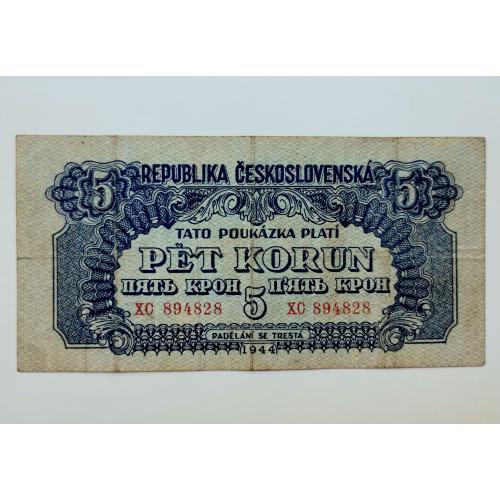 REPUBLIKA ČESKOSLOVENSKÁ
5 5
TATO POUKÁZKA PLATÍ
PĚT KORUN
ПЯТЬ КРОН ПЯТЬ КРОН
XC 894828 5 XC 894828
PADĚLÁNÍ SE TRESTÁ
1944